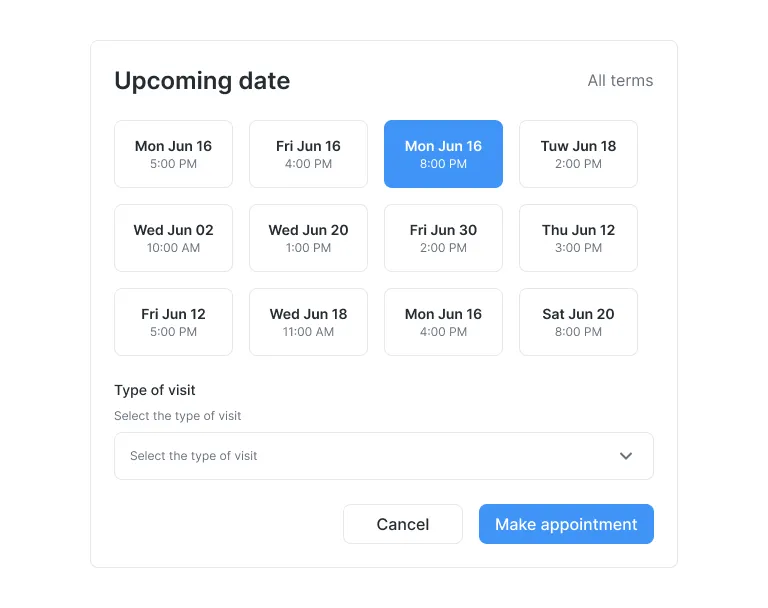 Upcoming date
All terms
Mon Jun 16
5:00 PM
Fri Jun 16
4:00 PM
Mon Jun 16
8:00 PM
Tuw Jun 18
2:00 PM
Wed Jun 02
10:00 AM
Wed Jun 20
1:00 PM
Fri Jun 30
2:00 PM
Thu Jun 12
3:00 PM
Fri Jun 12
5:00 PM
Wed Jun 18
11:00 AM
Mon Jun 16
4:00 PM
Sat Jun 20
8:00 PM
Type of visit
Select the type of visit
Select the type of visit
Cancel
Make appointment